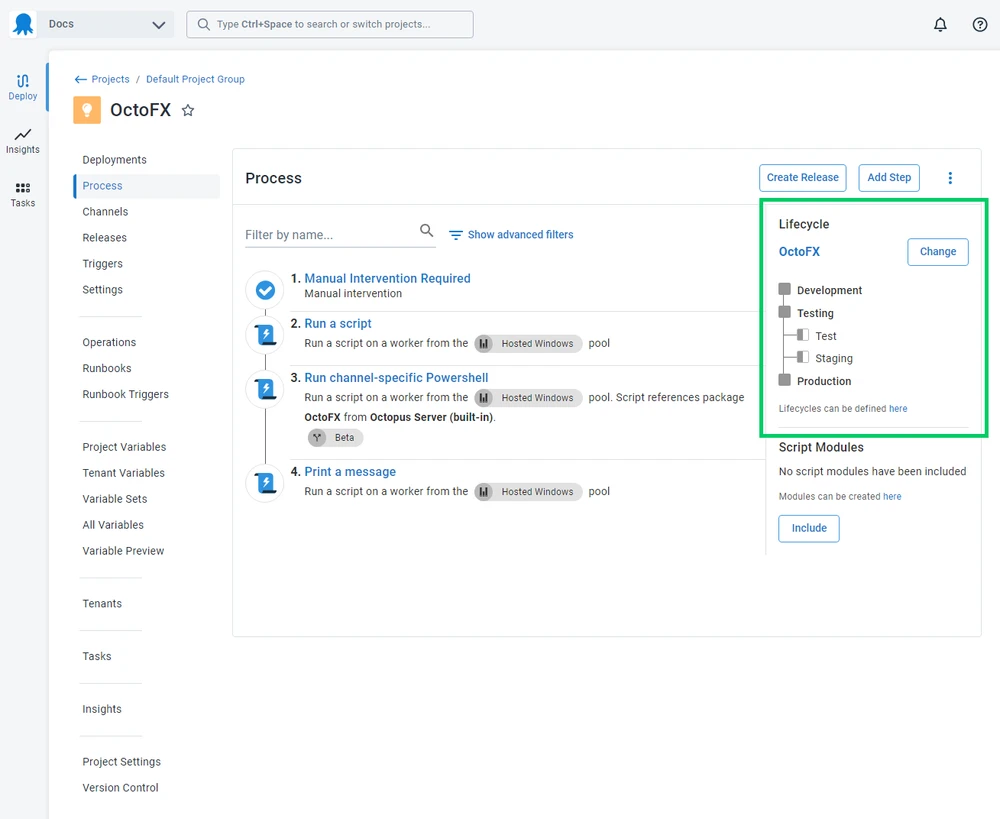 Docs
Type Ctrl+Space to search or switch projects...
Deploy
Insights
Tasks
← Projects / Default Project Group
OctoFX
Deployments
Process
Channels
Releases
Triggers
Settings
Operations
Runbooks
Runbook Triggers
Project Variables
Tenant Variables
Variable Sets
All Variables
Variable Preview
Tenants
Tasks
Insights
Project Settings
Version Control
Process
Create Release
Add Step
Filter by name...
Show advanced filters
1. Manual Intervention Required
Manual intervention
2. Run a script
Run a script on a worker from the Hosted Windows pool
3. Run channel-specific Powershell
Run a script on a worker from the Hosted Windows pool. Script references package
OctoFX from Octopus Server (built-in).
Beta
4. Print a message
Run a script on a worker from the Hosted Windows pool
Lifecycle
OctoFX
Change
Development
Testing
Test
Staging
Production
Lifecycles can be defined here
Script Modules
No script modules have been included
Modules can be created here
Include